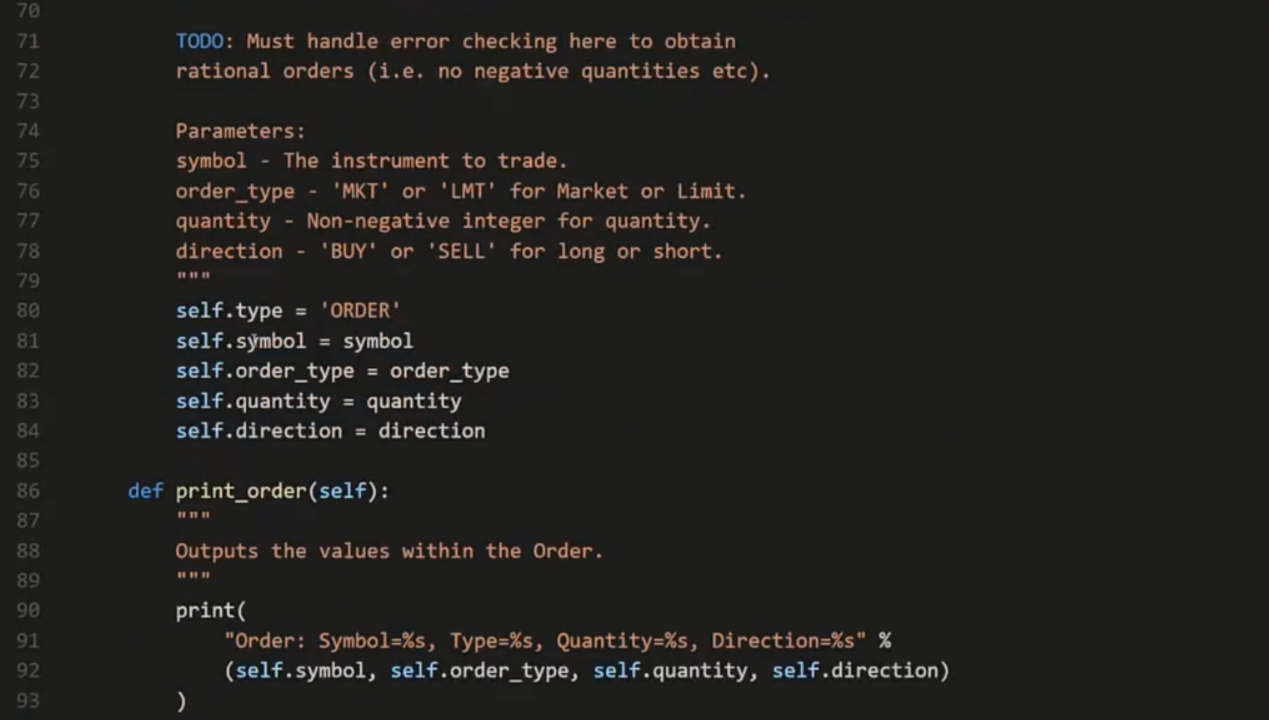 70
71 TODO: Must handle error checking here to obtain
72 rational orders (i.e. no negative quantities etc).
73
74 Parameters:
75 symbol - The instrument to trade.
76 order_type - 'MKT' or 'LMT' for Market or Limit.
77 quantity - Non-negative integer for quantity.
78 direction - 'BUY' or 'SELL' for long or short.
79 """
80 self.type = 'ORDER'
81 self.symbol = symbol
82 self.order_type = order_type
83 self.quantity = quantity
84 self.direction = direction
85
86 def print_order(self):
87 """
88 Outputs the values within the Order.
89 """
90 print(
91 "Order: Symbol=%s, Type=%s, Quantity=%s, Direction=%s" %
92 (self.symbol, self.order_type, self.quantity, self.direction)
93 )